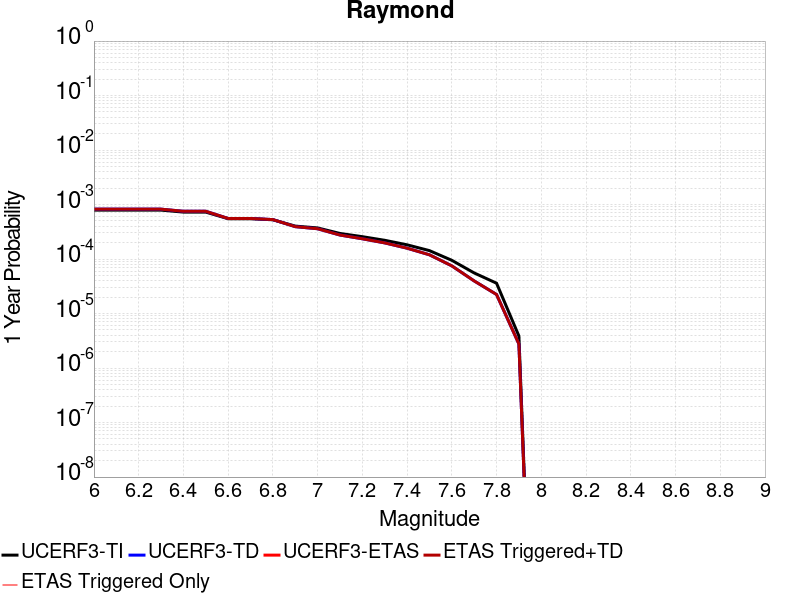 Raymond
10^0
10^-1
10^-2
10^-3
10^-4
10^-5
10^-6
10^-7
10^-8
1 Year Probability
6 6.2 6.4 6.6 6.8 7 7.2 7.4 7.6 7.8 8 8.2 8.4 8.6 8.8 9
Magnitude
UCERF3-TI UCERF3-TD UCERF3-ETAS ETAS Triggered+TD
ETAS Triggered Only